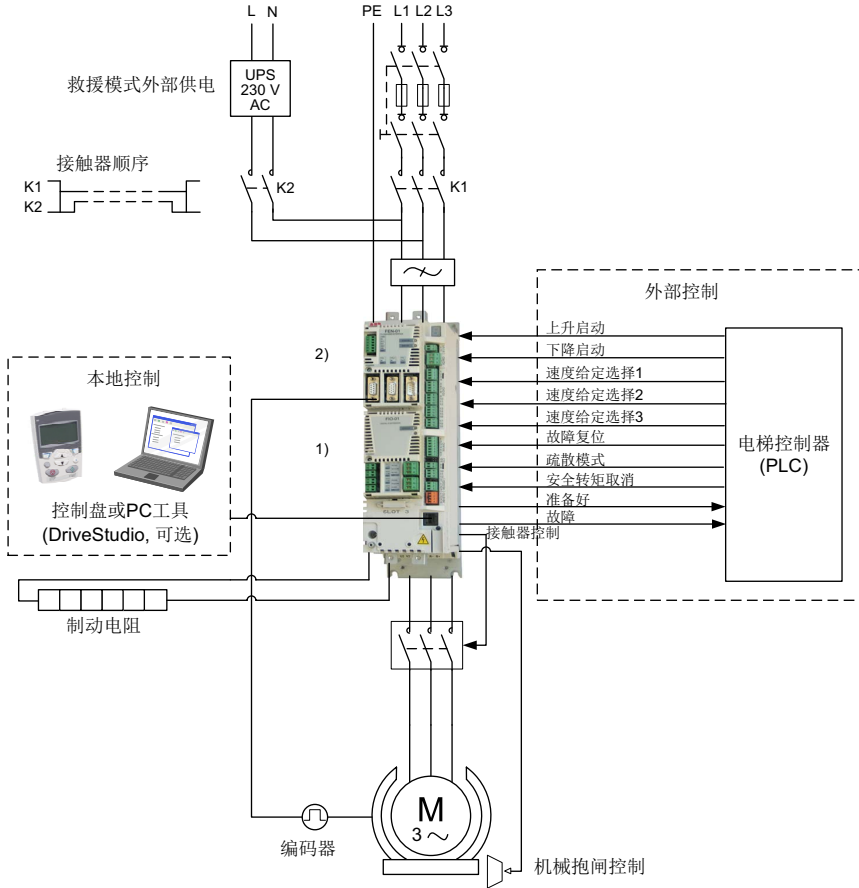 L N
PE L1 L2 L3
救援模式外部供电
UPS
230 V
AC
接触器顺序
K1
K2
K2
K1
外部控制
上升启动
下降启动
速度给定选择1
速度给定选择2
速度给定选择3
故障复位
疏散模式
安全转矩取消
准备好
故障
接触器控制
电梯控制器
(PLC)
2)
1)
本地控制
控制盘或PC工具
(DriveStudio, 可选)
SLOT 3
制动电阻
M
3
编码器
机械抱闸控制